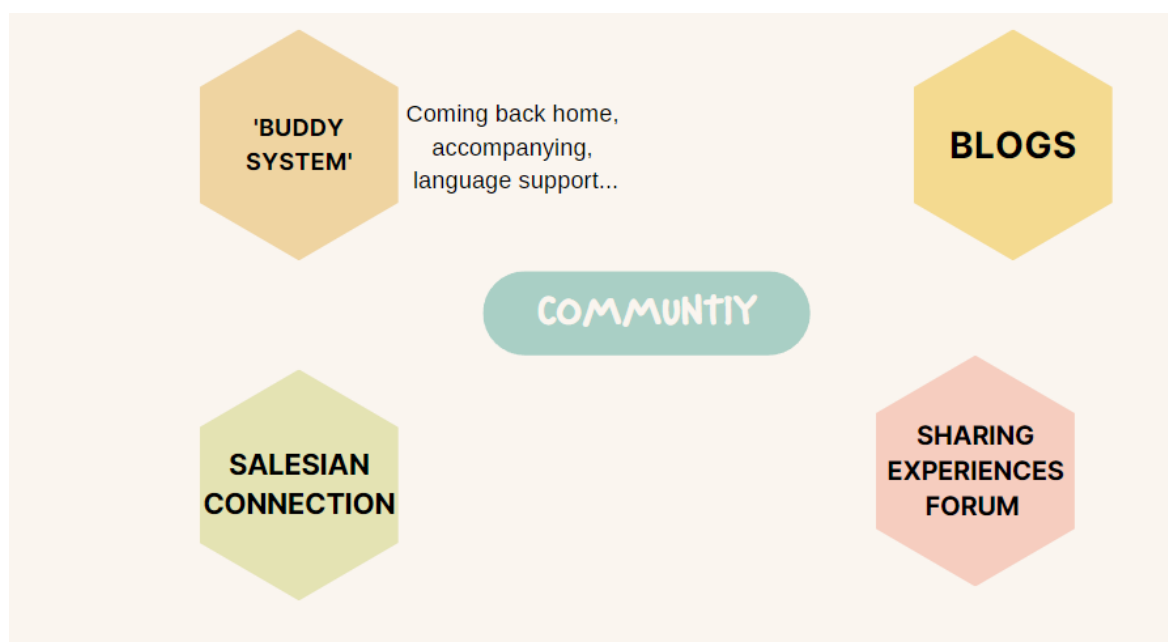 'BUDDY
SYSTEM'
Coming back home,
accompanying,
language support...
BLOGS
COMMUNTIY
SALESIAN
CONNECTION
SHARING
EXPERIENCES
FORUM